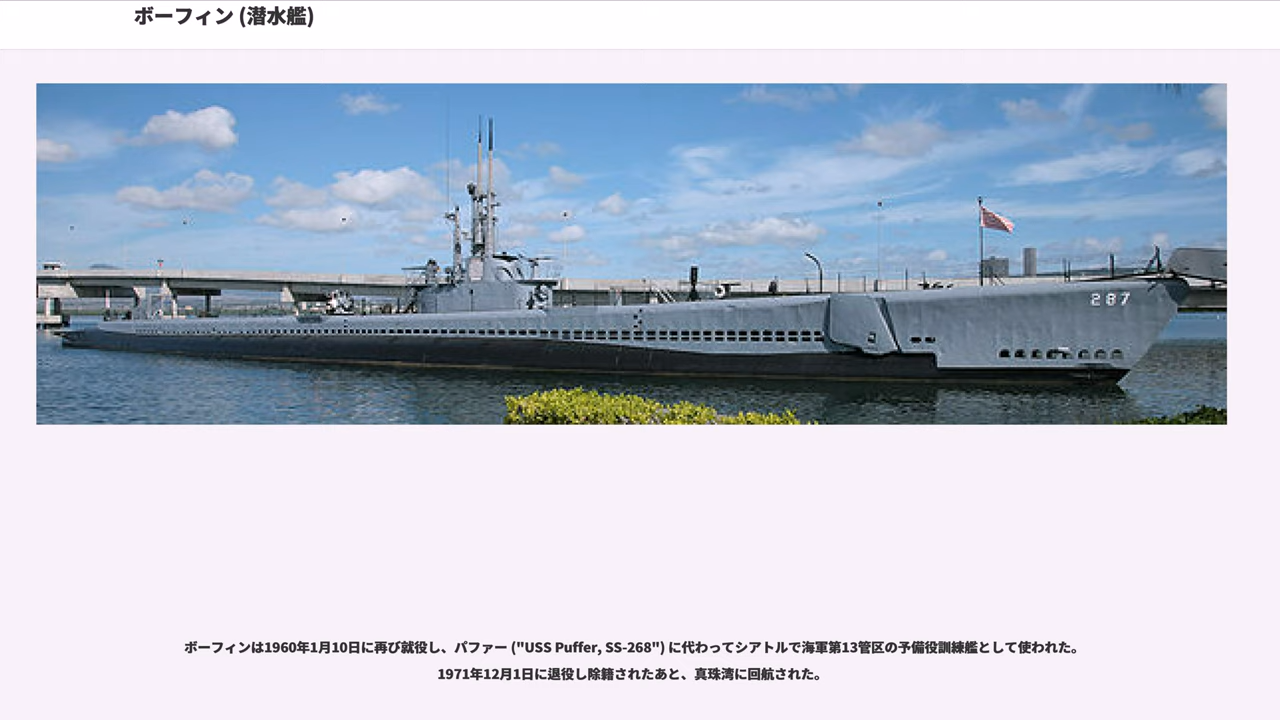 ボーフィン (潜水艦)
287
ボーフィンは1960年1月10日に再び就役し、パファー ("USS Puffer, SS-268") に代わってシアトルで海軍第13管区の予備役訓練艦として使われた。
1971年12月1日に退役し除籍されたあと、真珠湾に回航された。